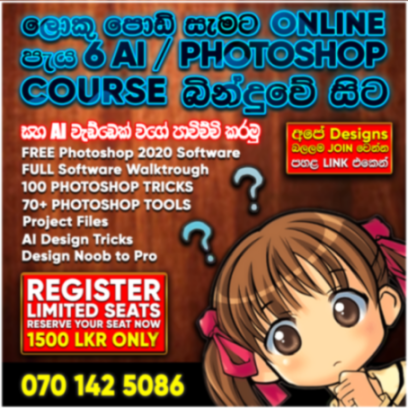 ලොකු පොඩි සැමට ONLINE
පැය 6 AI / PHOTOSHOP
COURSE බින්දුවේ සිට
සහ AI වැඩ්ඩෙක් වගේ පාවිච්චි කරමු
FREE Photoshop 2020 Software
FULL Software Walktrough
100 PHOTOSHOP TRICKS
70+ PHOTOSHOP TOOLS
Project Files
AI Design Tricks
Design Noob to Pro
අපේ Designs
බලලම JOIN වෙන්න
පහළ LINK එකෙන්
? ?
REGISTER
LIMITED SEATS
RESERVE YOUR SEAT NOW
1500 LKR ONLY
070 142 5086